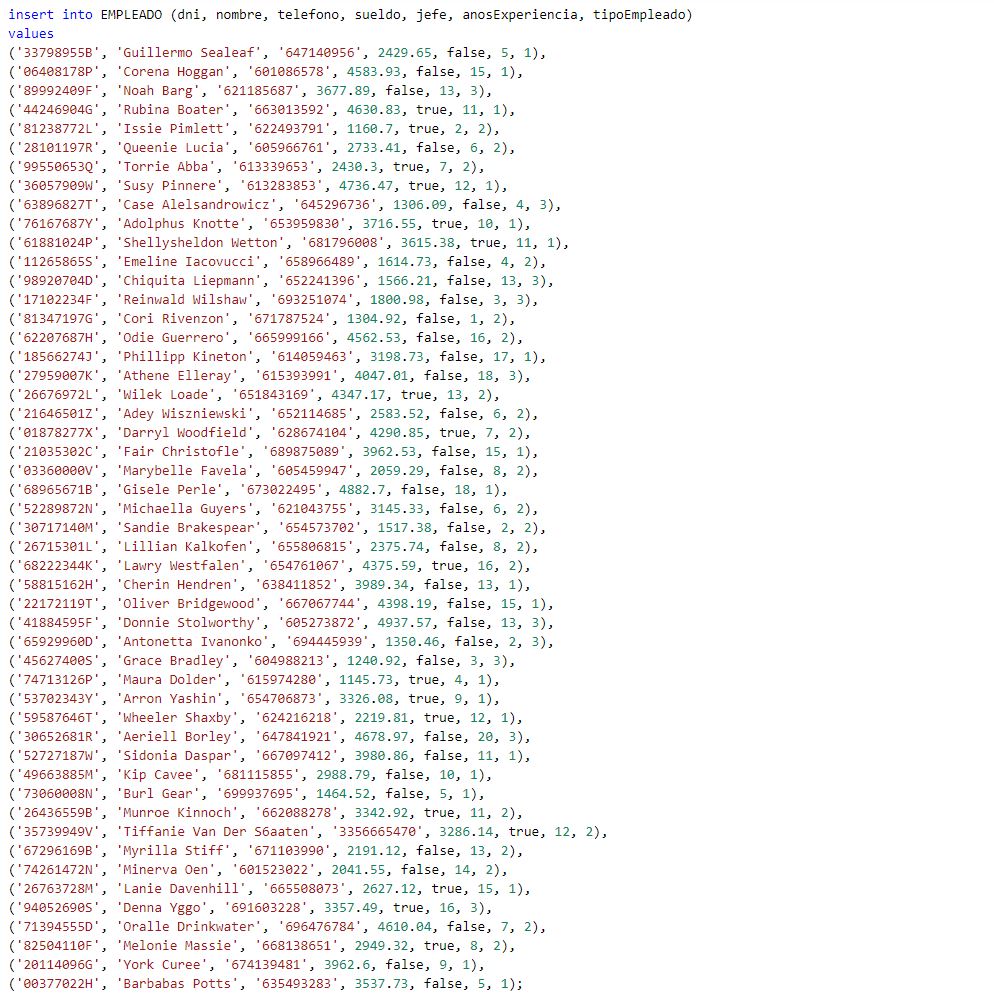 insert into EMPLEADO (dni, nombre, telefono, sueldo, jefe, anosExperiencia, tipoEmpleado)
values
('33798955B', 'Guillermo Sealeaf', '647140956', 2429.65, false, 5, 1),
('06408178P', 'Corena Hoggan', '601086578', 4583.93, false, 15, 1),
('89992409F', 'Noah Barg', '621185687', 3677.89, false, 13, 3),
('44246904G', 'Rubina Boater', '663013592', 4630.83, true, 11, 1),
('81238772L', 'Issie Pimlett', '622493791', 1160.7, true, 2, 2),
('28101197R', 'Queenie Lucia', '605966761', 2733.41, false, 6, 2),
('99550653Q', 'Torrie Abba', '613339653', 2430.3, true, 7, 2),
('36057909W', 'Susy Pinnere', '613283853', 4736.47, true, 12, 1),
('63896827T', 'Case Alelsandrowicz', '645296736', 1306.09, false, 4, 3),
('76167687Y', 'Adolphus Knotte', '653959830', 3716.55, true, 10, 1),
('61881024P', 'Shellysheldon Wetton', '681796008', 3615.38, true, 11, 1),
('11265865S', 'Emeline Iacovucci', '658966489', 1614.73, false, 4, 2),
('98920704D', 'Chiquita Liepmann', '652241396', 1566.21, false, 13, 3),
('17102234F', 'Reinwald Wilshaw', '693251074', 1800.98, false, 3, 3),
('81347197G', 'Cori Rivenzon', '671787524', 1304.92, false, 1, 2),
('62207687H', 'Odie Guerrero', '665999166', 4562.53, false, 16, 2),
('18566274J', 'Phillipp Kineton', '614059463', 3198.73, false, 17, 1),
('27959007K', 'Athene Elleray', '615393991', 4047.01, false, 18, 3),
('26676972L', 'Wilek Loade', '651843169', 4347.17, true, 13, 2),
('21646501Z', 'Adey Wiszniewski', '652114685', 2583.52, false, 6, 2),
('01878277X', 'Darryl Woodfield', '628674104', 4290.85, true, 7, 2),
('21035302C', 'Fair Christofle', '689875089', 3962.53, false, 15, 1),
('03360000V', 'Marybelle Favela', '605459947', 2059.29, false, 8, 2),
('68965671B', 'Gisele Perle', '673022495', 4882.7, false, 18, 1),
('52289872N', 'Michaella Guyers', '621043755', 3145.33, false, 6, 2),
('30717140M', 'Sandie Brakespear', '654573702', 1517.38, false, 2, 2),
('26715301L', 'Lillian Kalkofen', '655806815', 2375.74, false, 8, 2),
('68222344K', 'Lawry Westfalen', '654761067', 4375.59, true, 16, 2),
('58815162H', 'Cherin Hendren', '638411852', 3989.34, false, 13, 1),
('22172119T', 'Oliver Bridgewood', '667067744', 4398.19, false, 15, 1),
('41884595F', 'Donnie Stolworthy', '605273872', 4937.57, false, 13, 3),
('65929960D', 'Antonetta Ivanonko', '694445939', 1350.46, false, 2, 3),
('45627400S', 'Grace Bradley', '604988213', 1240.92, false, 3, 3),
('74713126P', 'Maura Dolder', '615974280', 1145.73, true, 4, 1),
('53702343Y', 'Arron Yashin', '654706873', 3326.08, true, 9, 1),
('59587646T', 'Wheeler Shaxby', '624216218', 2219.81, true, 12, 1),
('30652681R', 'Aeriell Borley', '647841921', 4678.97, false, 20, 3),
('52727187W', 'Sidonia Daspar', '667097412', 3980.86, false, 11, 1),
('49663885M', 'Kip Cavee', '681115855', 2988.79, false, 10, 1),
('73060008N', 'Burl Gear', '699937695', 1464.52, false, 5, 1),
('26436559B', 'Munroe Kinnoch', '662088278', 3342.92, true, 11, 2),
('35739949V', 'Tiffanie Van Der S6aaten', '3356665470', 3286.14, true, 12, 2),
('67296169B', 'Myrilla Stiff', '671103990', 2191.12, false, 13, 2),
('74261472N', 'Minerva Oen', '601523022', 2041.55, false, 14, 2),
('26763728M', 'Lanie Davenhill', '665508073', 2627.12, true, 15, 1),
('94052690S', 'Denna Yggo', '691603228', 3357.49, true, 16, 3),
('71394555D', 'Oralle Drinkwater', '696476784', 4610.04, false, 7, 2),
('82504110F', 'Melonie Massie', '668138651', 2949.32, true, 8, 2),
('20114096G', 'York Curee', '674139481', 3962.6, false, 9, 1),
('00377022H', 'Barbabas Potts', '635493283', 3537.73, false, 5, 1);